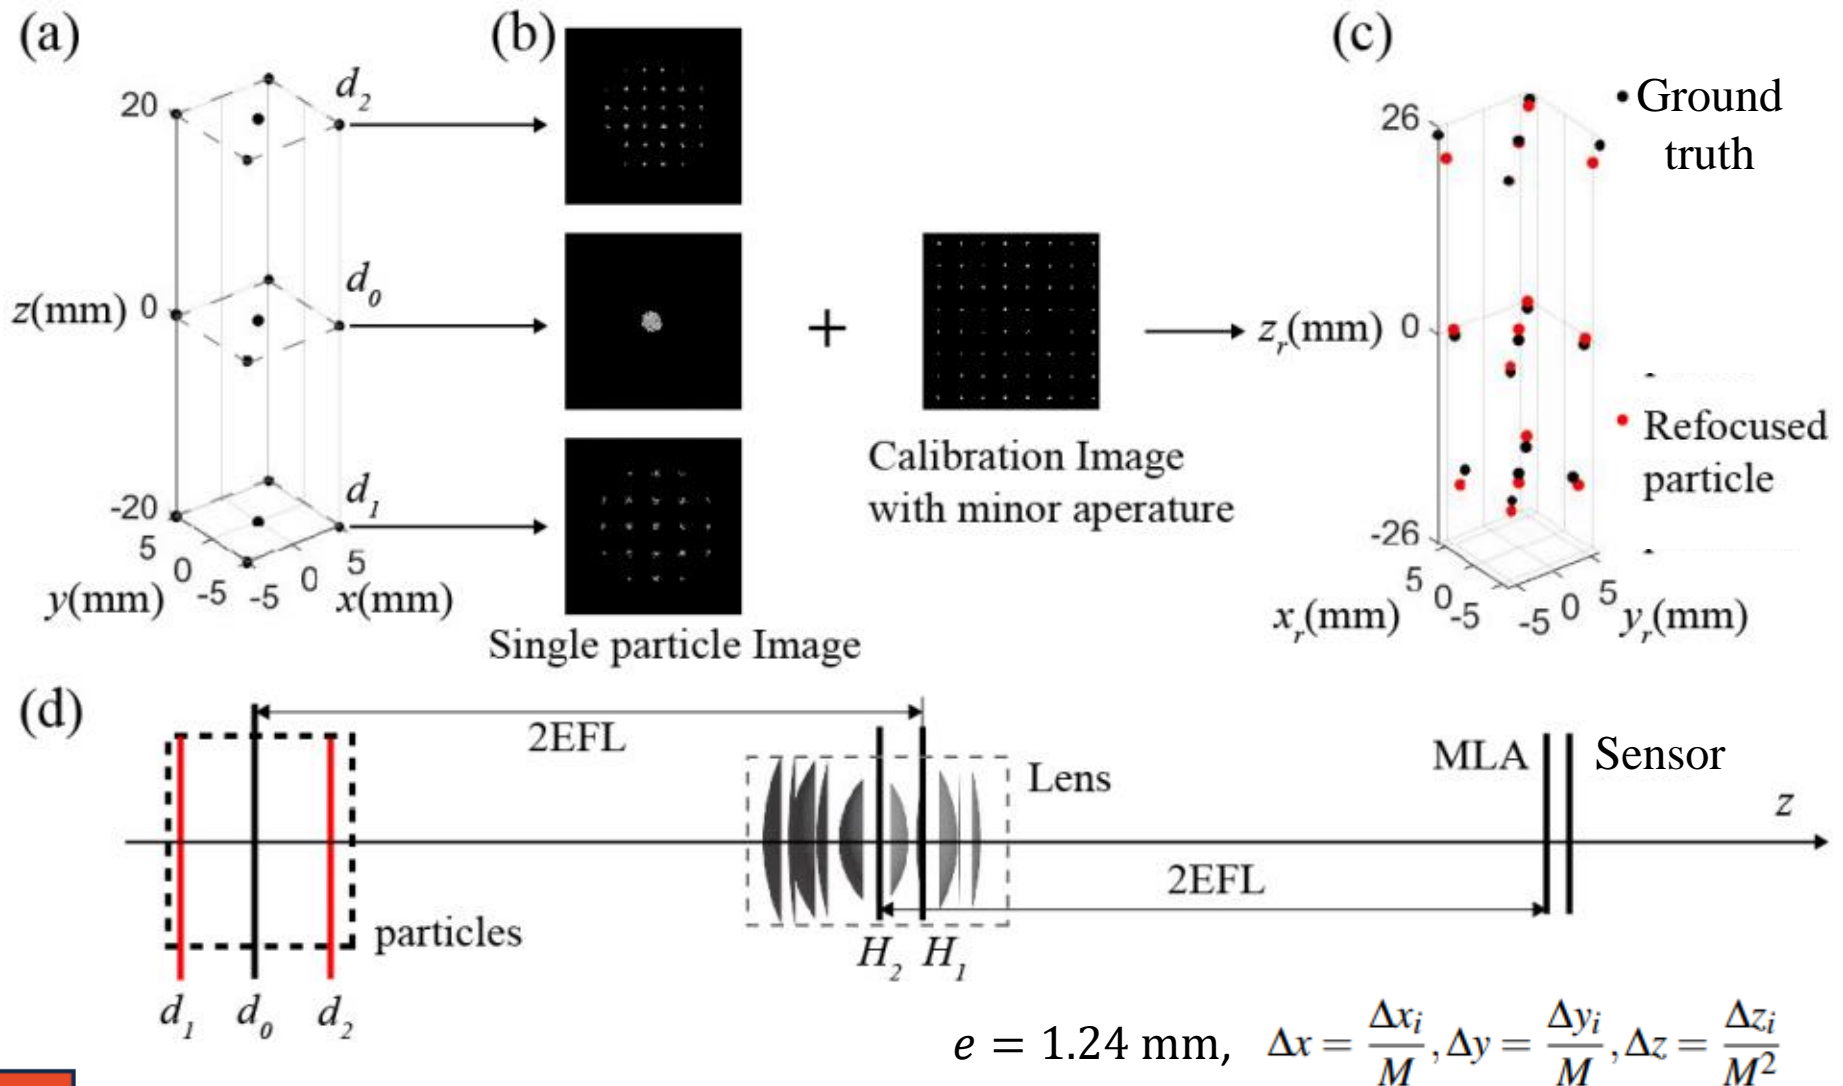 (a)
(b)
(c)
20
d₂
z(mm) 0
d₀
-20
d₁
5
0
-5
-5
0
5
y(mm)
x(mm)
Single particle Image
+
Calibration Image
with minor aperature
26
• Ground
truth
zᵣ(mm) 0
• Refocused
particle
-26
5
0
-5
-5
0
5
xᵣ(mm)
yᵣ(mm)
(d)
2EFL
MLA
Sensor
Lens
z
2EFL
particles
H₂ H₁
d₁ d₀ d₂
e = 1.24 mm, Δx = Δxᵢ/M, Δy = Δyᵢ/M, Δz = Δzᵢ/M²